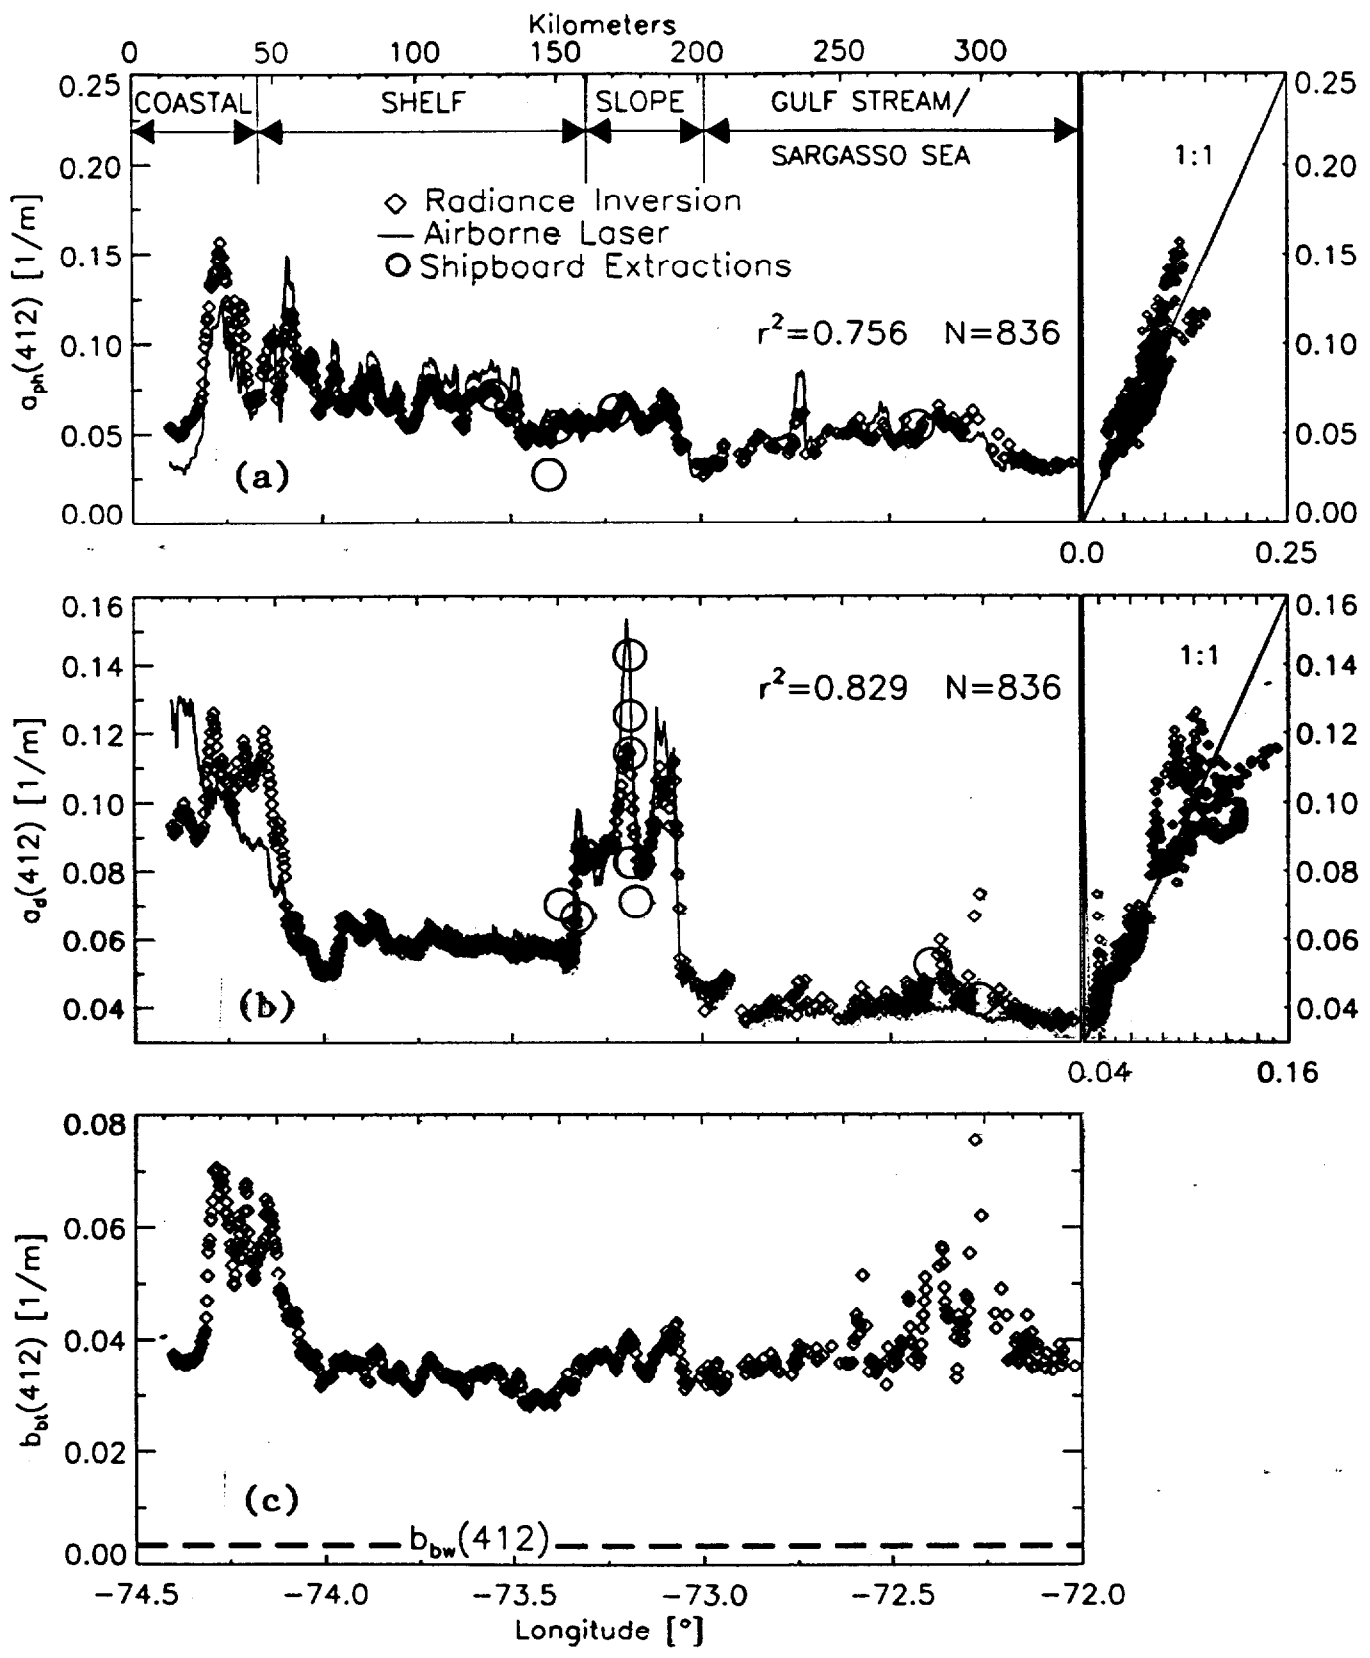 Kilometers
0 50 100 150 200 250 300
COASTAL SHELF SLOPE GULF STREAM/
SARGASSO SEA
1:1
Radiance Inversion
Airborne Laser
Shipboard Extractions
r²=0.756 N=836
(a)
a_ph(412) [1/m]
0.25 0.25
0.20 0.20
0.15 0.15
0.10 0.10
0.05 0.05
0.00 0.00
0.0 0.25
0.16 0.16
0.14 0.14
0.12 0.12
0.10 0.10
0.08 0.08
0.06 0.06
0.04 0.04
a_d(412) [1/m]
1:1
r²=0.829 N=836
(b)
0.04 0.16
0.08
0.06
0.04
0.02
0.00
b_bt(412) [1/m]
(c)
b_bw(412)
-74.5 -74.0 -73.5 -73.0 -72.5 -72.0
Longitude [°]